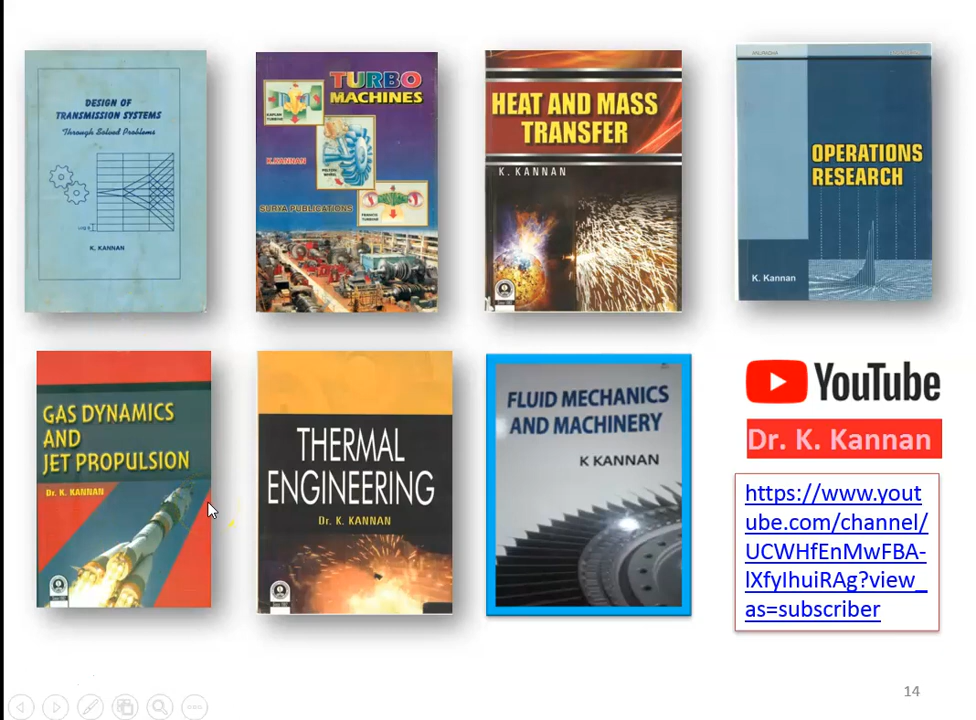 DESIGN OF
TRANSMISSION SYSTEMS
Through Solved Problems
K. KANNAN
TURBO
MACHINES
K.KANNAN
SURYA PUBLICATIONS
HEAT AND MASS
TRANSFER
K. KANNAN
OPERATIONS
RESEARCH
K. Kannan
GAS DYNAMICS
AND
JET PROPULSION
Dr. K. KANNAN
THERMAL
ENGINEERING
Dr. K. KANNAN
FLUID MECHANICS
AND MACHINERY
K KANNAN
YouTube
Dr. K. Kannan
https://www.yout
ube.com/channel/
UCWHfEnMwFBA-
lXfyIhuiRAg?view_
as=subscriber
14